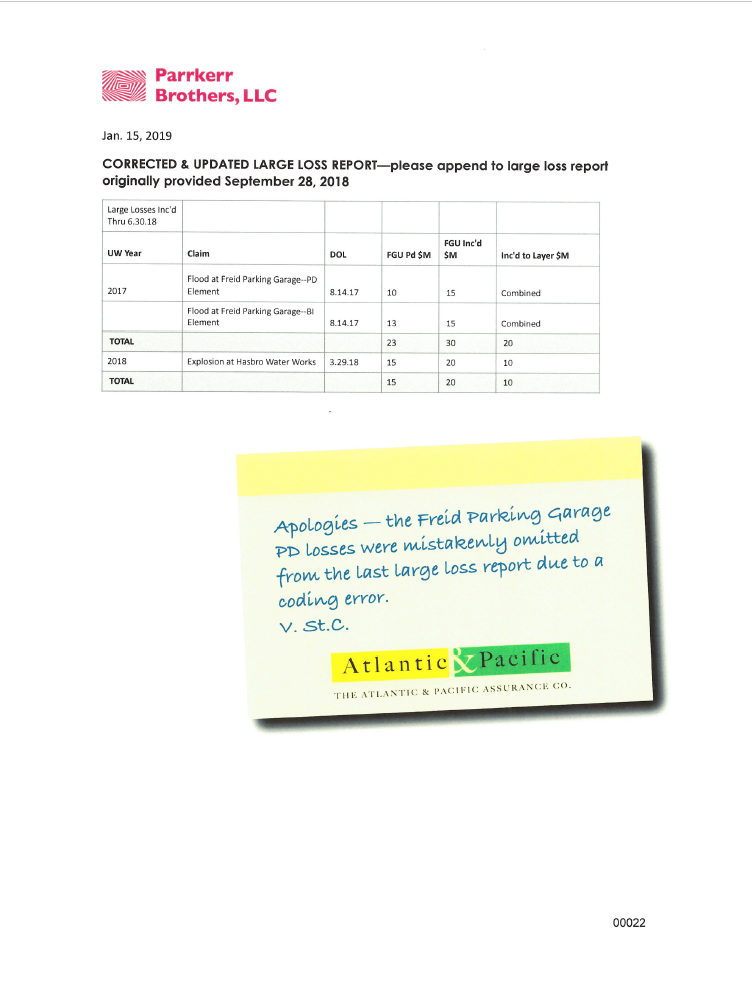 Parrkerr
Brothers, LLC
Jan. 15, 2019
CORRECTED & UPDATED LARGE LOSS REPORT—please append to large loss report
originally provided September 28, 2018
Large Losses Inc'd
Thru 6.30.18
UW Year Claim DOL FGU Pd $M FGU Inc'd $M Inc'd to Layer $M
2017 Flood at Freid Parking Garage--PD Element 8.14.17 10 15 Combined
Flood at Freid Parking Garage--BI Element 8.14.17 13 15 Combined
TOTAL 23 30 20
2018 Explosion at Hasbro Water Works 3.29.18 15 20 10
TOTAL 15 20 10
Apologies — the Freid Parking Garage
PD losses were mistakenly omitted
from the last large loss report due to a
coding error.
V. St.C.
Atlantic & Pacific
THE ATLANTIC & PACIFIC ASSURANCE CO.
00022